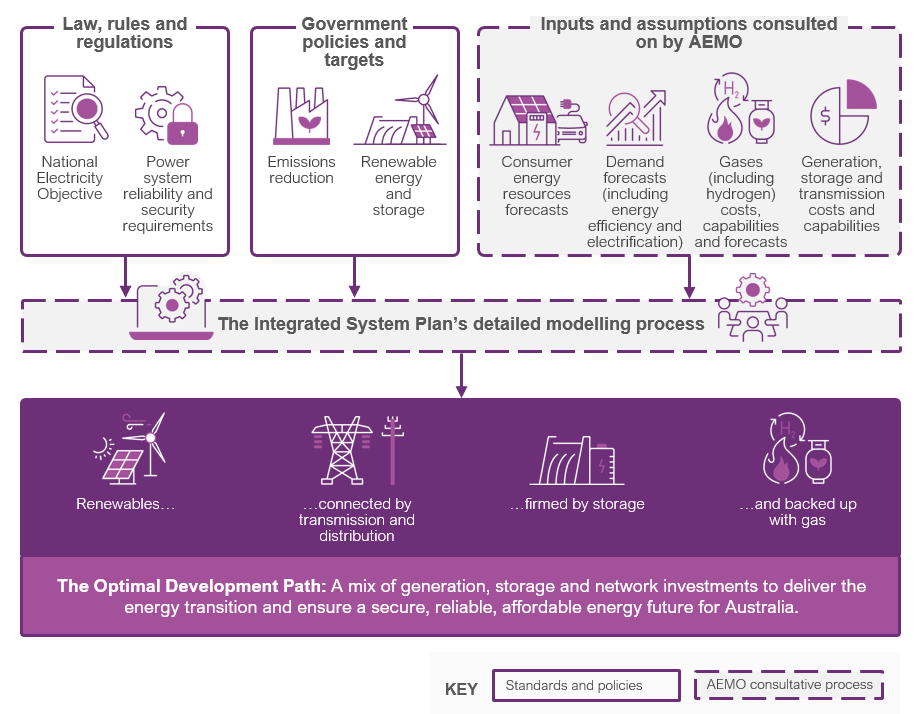 Law, rules and
regulations
National
Electricity
Objective
Power
system
reliability and
security
requirements
Government
policies and
targets
Emissions
reduction
Renewable
energy
and
storage
Inputs and assumptions consulted
on by AEMO
Consumer
energy
resources
forecasts
Demand
forecasts
(including
energy
efficiency and
electrification)
H2
Gases
(including
hydrogen)
costs,
capabilities
and forecasts
$
Generation,
storage and
transmission
costs and
capabilities
The Integrated System Plan’s detailed modelling process
Renewables…
…connected by
transmission and
distribution
…firmed by storage
H2
…and backed up
with gas
The Optimal Development Path: A mix of generation, storage and network investments to deliver the
energy transition and ensure a secure, reliable, affordable energy future for Australia.
KEY
Standards and policies
AEMO consultative process